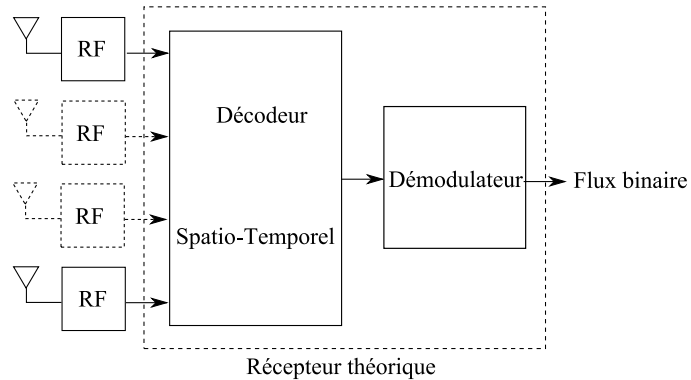 RF
RF
RF
RF
Décodeur
Spatio-Temporel
Démodulateur
Flux binaire
Récepteur théorique